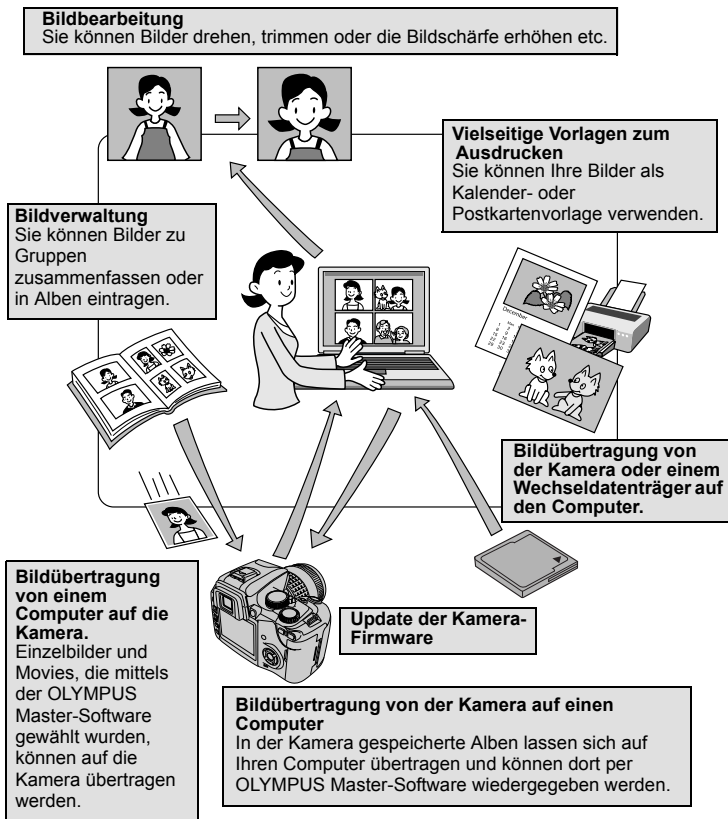 Bildbearbeitung
Sie können Bilder drehen, trimmen oder die Bildschärfe erhöhen etc.
Vielseitige Vorlagen zum
Ausdrucken
Sie können Ihre Bilder als
Kalender- oder
Postkartenvorlage verwenden.
Bildverwaltung
Sie können Bilder zu
Gruppen
zusammenfassen oder
in Alben eintragen.
December
Bildübertragung von
der Kamera oder einem
Wechseldatenträger auf
den Computer.
Bildübertragung
von einem
Computer auf die
Kamera.
Einzelbilder und
Movies, die mittels
der OLYMPUS
Master-Software
gewählt wurden,
können auf die
Kamera übertragen
werden.
Update der Kamera-
Firmware
Bildübertragung von der Kamera auf einen
Computer
In der Kamera gespeicherte Alben lassen sich auf
Ihren Computer übertragen und können dort per
OLYMPUS Master-Software wiedergegeben werden.